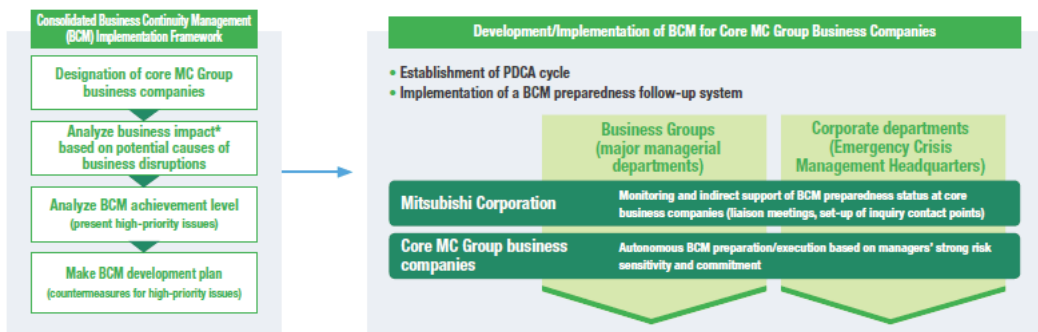 Consolidated Business Continuity Management
(BCM) Implementation Framework
Designation of core MC Group
business companies
Analyze business impact*
based on potential causes of
business disruptions
Analyze BCM achievement level
(present high-priority issues)
Make BCM development plan
(countermeasures for high-priority issues)
Development/Implementation of BCM for Core MC Group Business Companies
• Establishment of PDCA cycle
• Implementation of a BCM preparedness follow-up system
Business Groups
(major managerial
departments)
Corporate departments
(Emergency Crisis
Management Headquarters)
Mitsubishi Corporation
Monitoring and indirect support of BCM preparedness status at core
business companies (liaison meetings, set-up of inquiry contact points)
Core MC Group business
companies
Autonomous BCM preparation/execution based on managers' strong risk
sensitivity and commitment